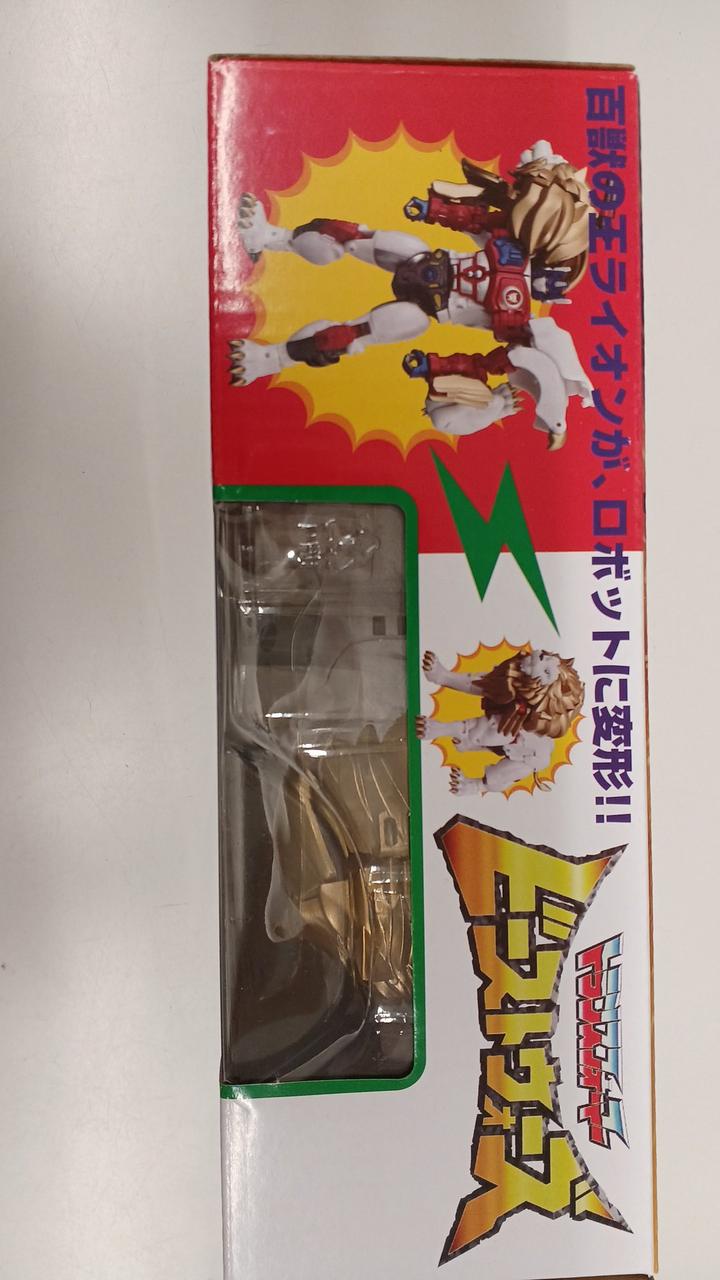 百獣の王ライオンが、ロボットに変形!!
トランスフォーマー
ビーストウォーズ